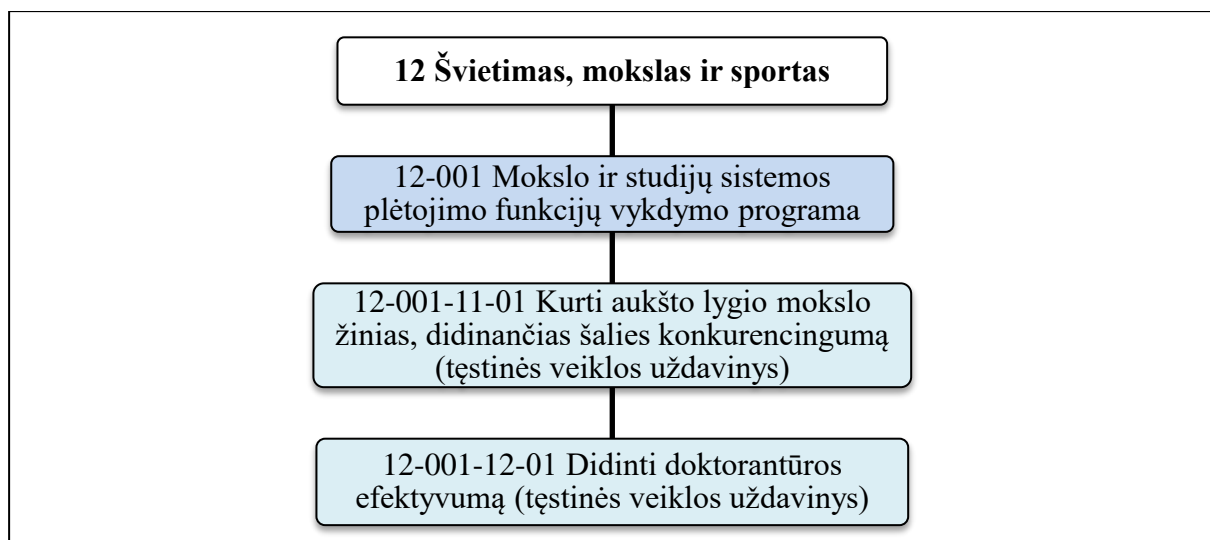 12 Švietimas, mokslas ir sportas
12-001 Mokslo ir studijų sistemos
plėtojimo funkcijų vykdymo programa
12-001-11-01 Kurti aukšto lygio mokslo
žinias, didinančias šalies konkurencingumą
(tęstinės veiklos uždavinys)
12-001-12-01 Didinti doktorantūros
efektyvumą (tęstinės veiklos uždavinys)